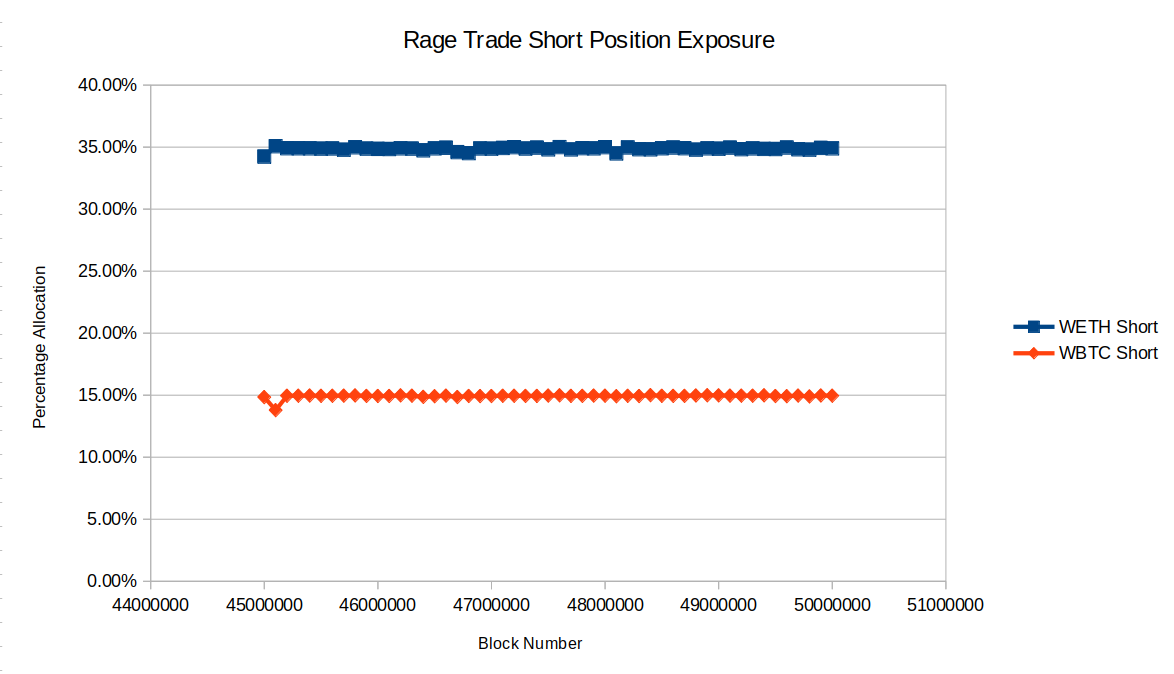 Rage Trade Short Position Exposure
40.00%
35.00%
30.00%
25.00%
20.00%
15.00%
10.00%
5.00%
0.00%
Percentage Allocation
44000000 45000000 46000000 47000000 48000000 49000000 50000000 51000000
Block Number
WETH Short
WBTC Short